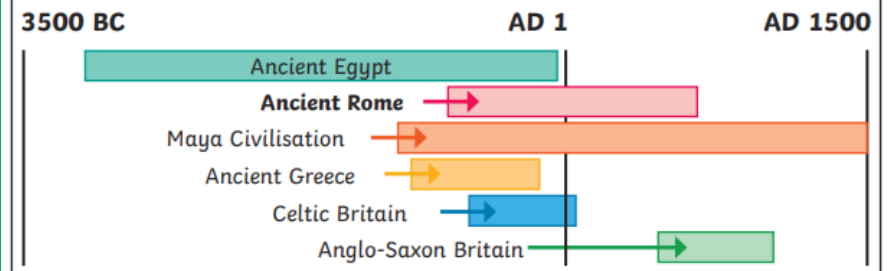 3500 BC AD 1 AD 1500
Ancient Egypt
Ancient Rome
Maya Civilisation
Ancient Greece
Celtic Britain
Anglo-Saxon Britain